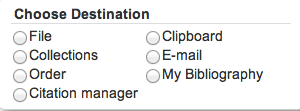 Choose Destination
File
Clipboard
Collections
E-mail
Order
My Bibliography
Citation manager